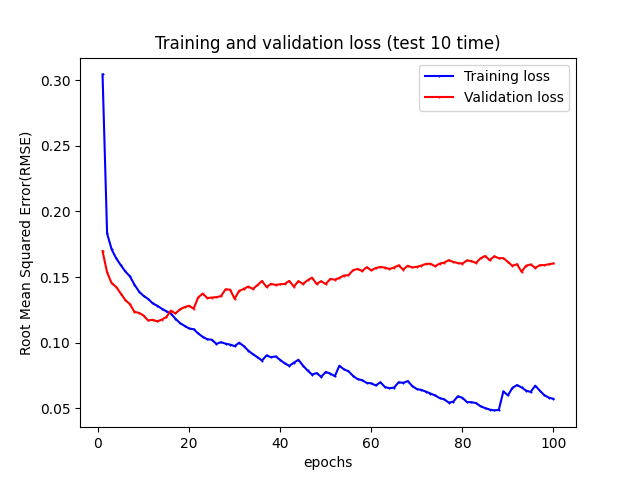 Training and validation loss (test 10 time)
Training loss
Validation loss
Root Mean Squared Error(RMSE)
0.30
0.25
0.20
0.15
0.10
0.05
0 20 40 60 80 100
epochs